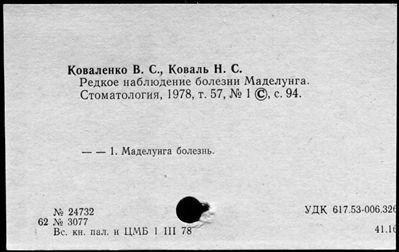 Коваленко В. С., Коваль Н. С.
Редкое наблюдение болезни Маделунга.
Стоматология, 1978, т. 57, № 1 ©, с. 94.
— — 1. Маделунга болезнь.
№ 24732 УДК 617.53-006.326
62 № 3077
Вс. кн. пал. и ЦМБ 1 III 78 41.16